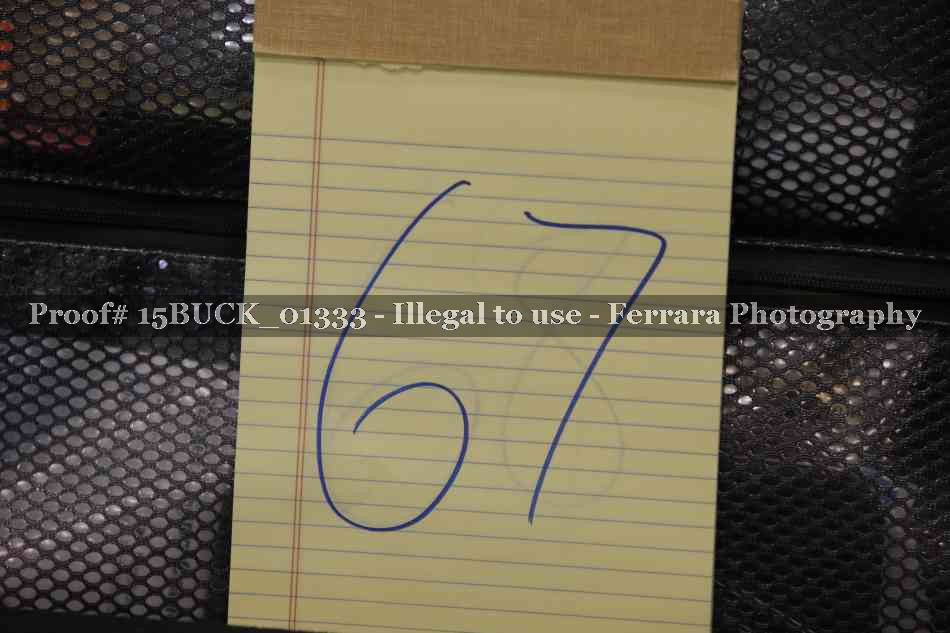 67
Proof# 15BUCK_01333 - Illegal to use - Ferrara Photography